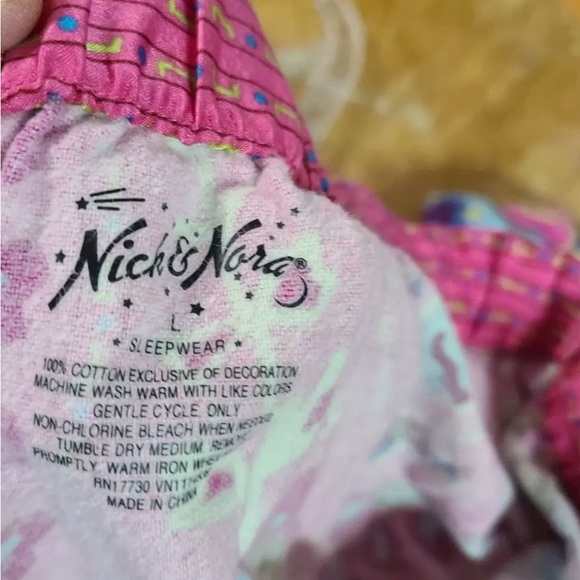 Nick & Nora®
L
* SLEEPWEAR *
100% COTTON EXCLUSIVE OF DECORATION
MACHINE WASH WARM WITH LIKE COLORS
GENTLE CYCLE, ONLY
NON-CHLORINE BLEACH WHEN NEEDED
TUMBLE DRY MEDIUM.
PROMPTLY, WARM IRON
RN17730
MADE IN CHINA